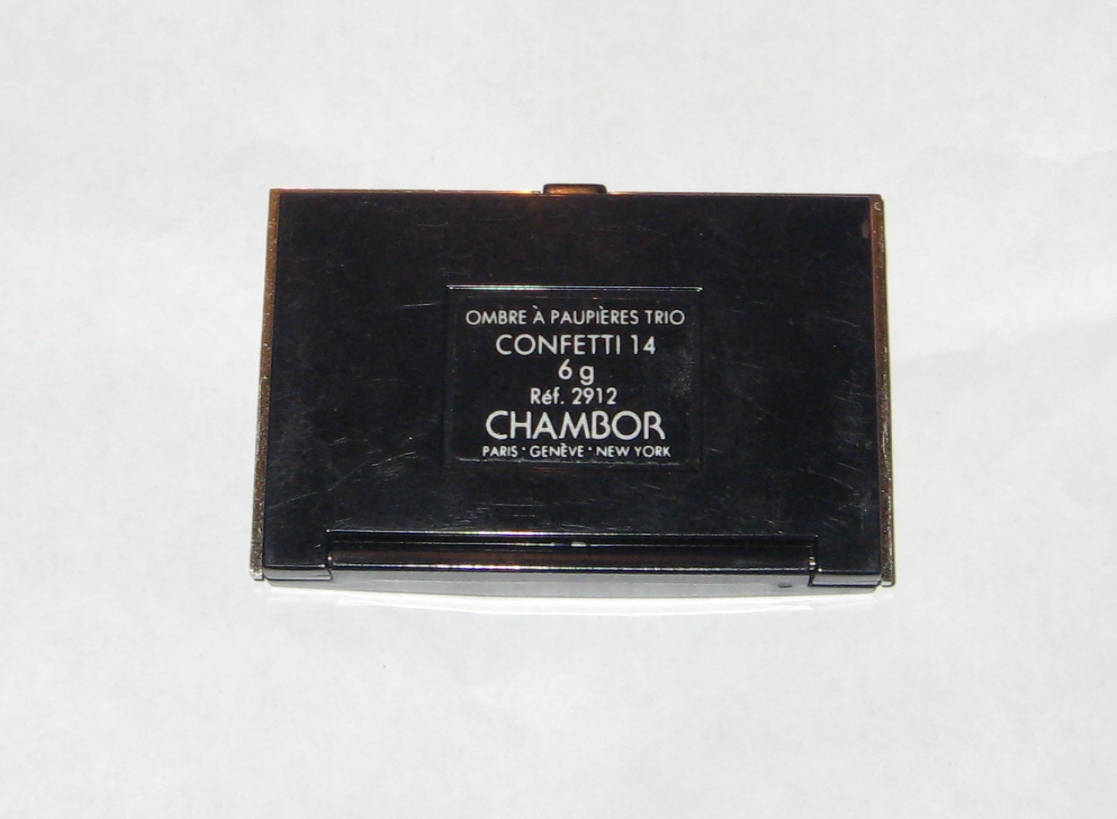 OMBRE À PAUPIÈRES TRIO
CONFETTI 14
6 g
Réf. 2912
CHAMBOR
PARIS · GENÈVE · NEW YORK